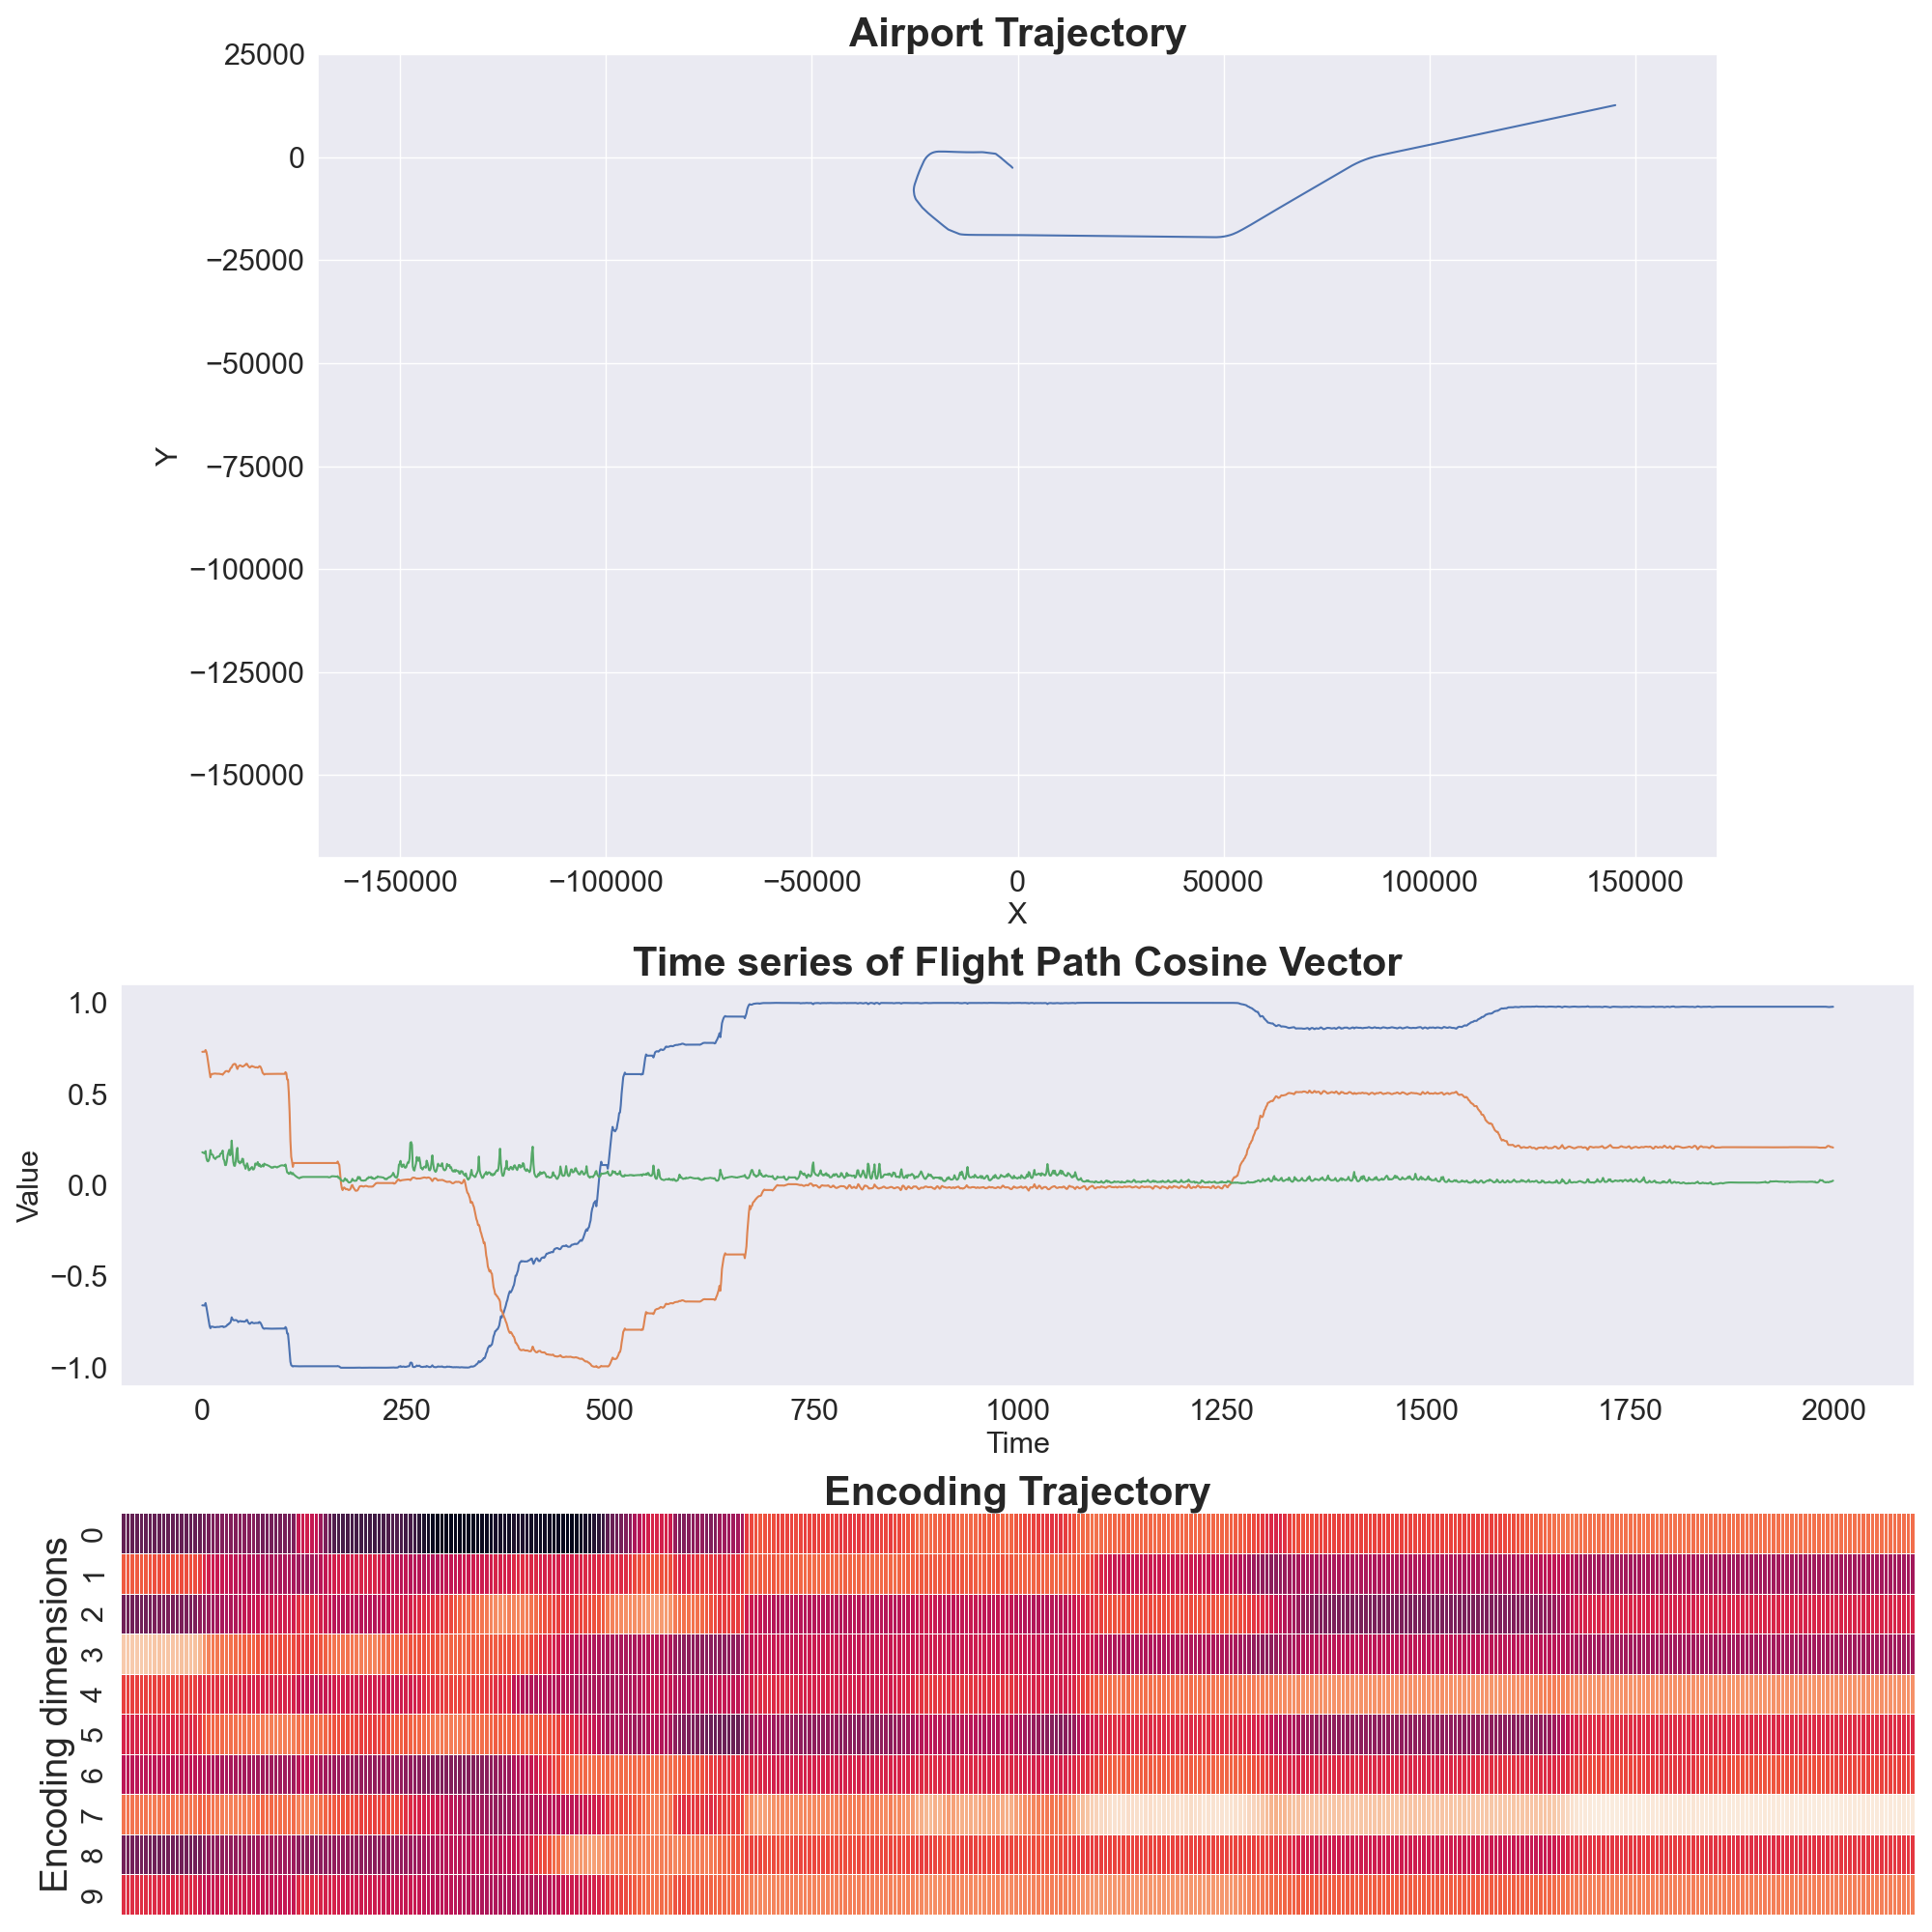 Airport Trajectory
25000
0
−25000
−50000
−75000
−100000
−125000
−150000
Y
−150000 −100000 −50000 0 50000 100000 150000
X
Time series of Flight Path Cosine Vector
1.0
0.5
0.0
−0.5
−1.0
Value
0 250 500 750 1000 1250 1500 1750 2000
Time
Encoding Trajectory
0
1
2
3
4
5
6
7
8
9
Encoding dimensions